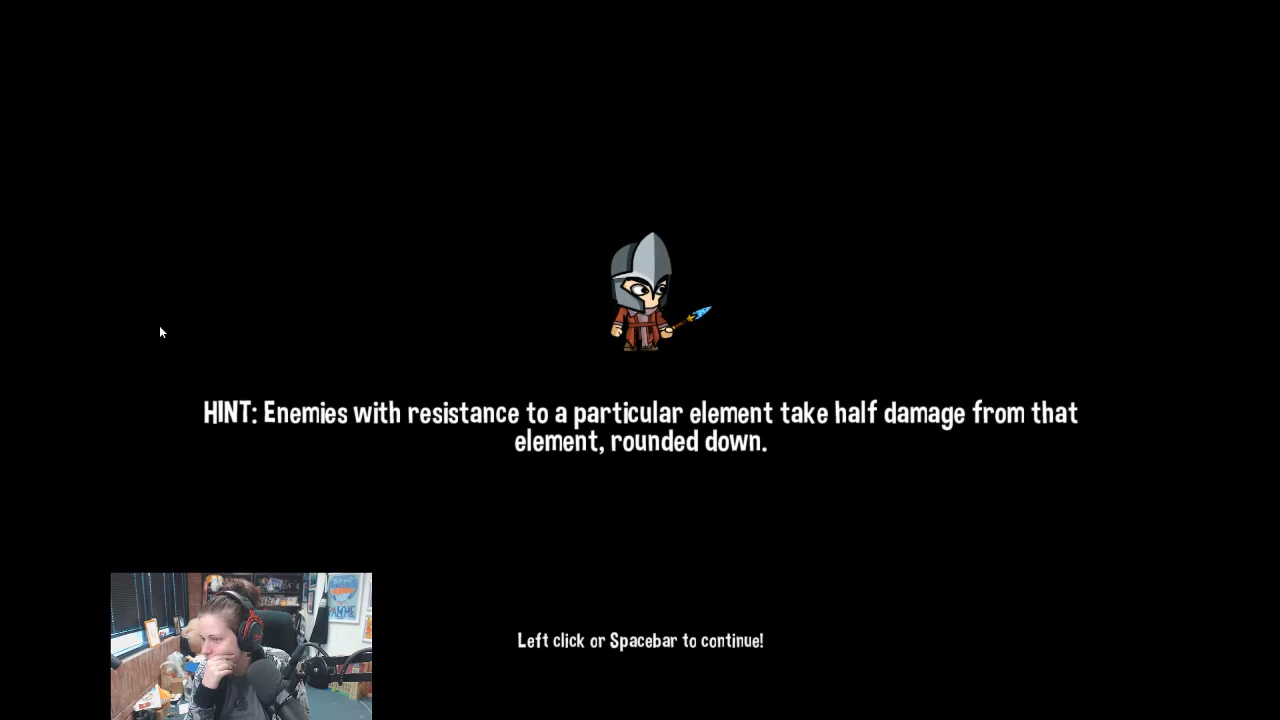 HINT: Enemies with resistance to a particular element take half damage from that
element, rounded down.
Left click or Spacebar to continue!